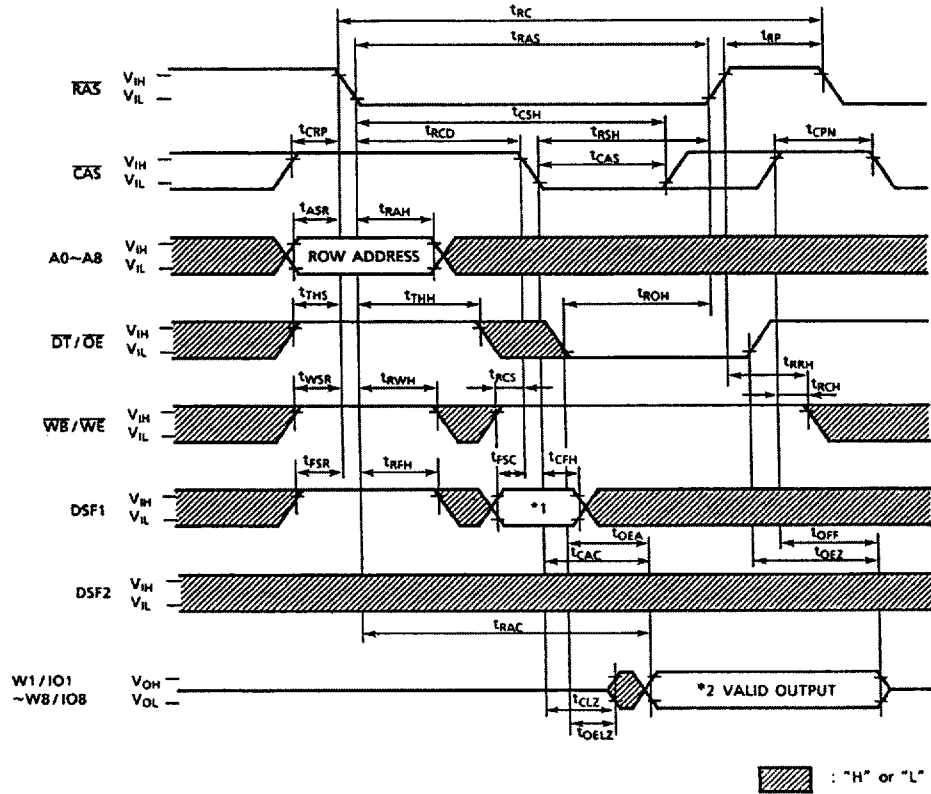 tRC
tRAS
tRP
RAS
VIH
VIL
tCSH
tCRP
tRCD
tRSH
tCPN
CAS
VIH
VIL
tCAS
tASR
tRAH
A0~A8
VIH
VIL
ROW ADDRESS
tTHS
tTHH
tROH
DT/OE
VIH
VIL
tWSR
tRWH
tRCS
tRRH
tRCH
WB/WE
VIH
VIL
tFSR
tRFH
tFSC
tCFH
DSF1
VIH
VIL
*1
tOEA
tOFF
tCAC
tOEZ
DSF2
VIH
VIL
tRAC
W1/IO1
~W8/IO8
VOH
VOL
*2 VALID OUTPUT
tCLZ
tOELZ
: "H" or "L"